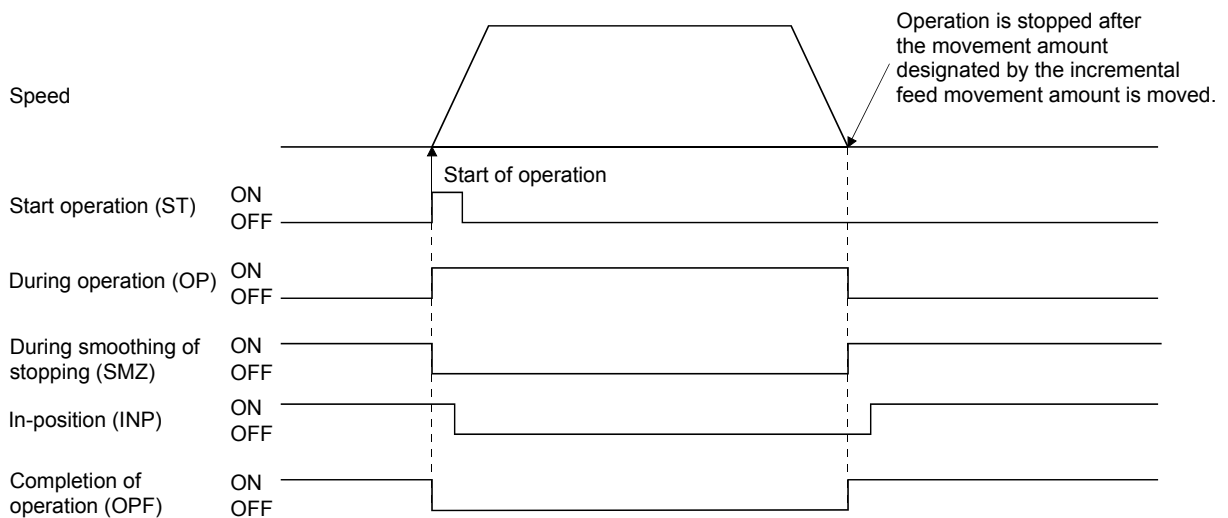 Operation is stopped after
the movement amount
designated by the incremental
feed movement amount is moved.
Speed
Start of operation
Start operation (ST)
ON
OFF
During operation (OP)
ON
OFF
During smoothing of
stopping (SMZ)
ON
OFF
In-position (INP)
ON
OFF
Completion of
operation (OPF)
ON
OFF